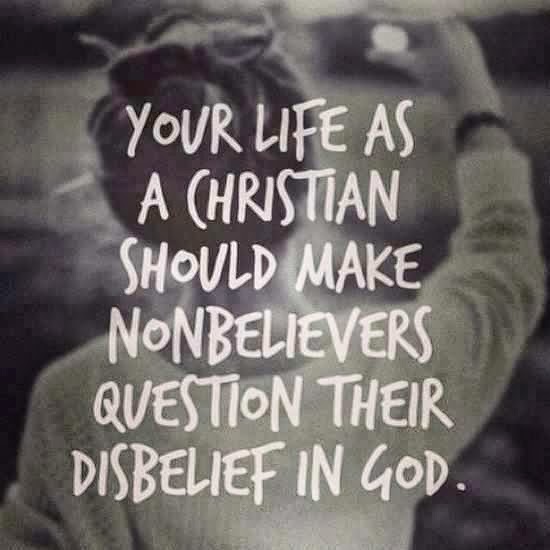 YOUR LIFE AS
A CHRISTIAN
SHOULD MAKE
NONBELIEVERS
QUESTION THEIR
DISBELIEF IN GOD.